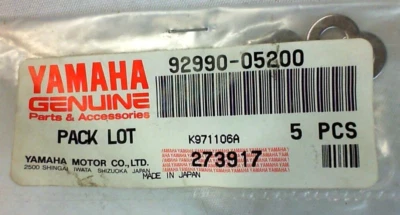 YAMAHA
GENUINE
Parts & Accessories
PACK LOT
YAMAHA MOTOR CO., LTD.
2500 SHINGAI, IWATA SHIZUOKA JAPAN
92990-05200
K971106A
5 PCS
273917
MADE IN JAPAN